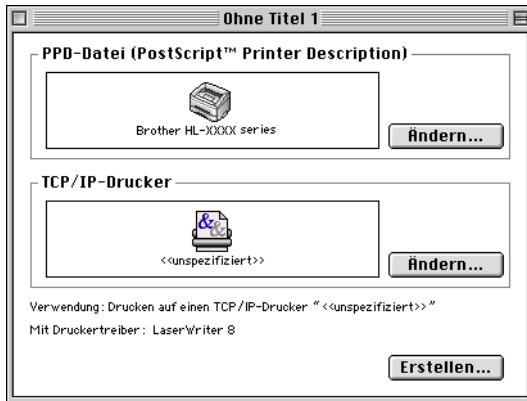 Ohne Titel 1
PPD-Datei (PostScript™ Printer Description)
Brother HL-XXXX series
Ändern...
TCP/IP-Drucker
&&
<<unspezifiziert>>
Ändern...
Verwendung: Drucken auf einen TCP/IP-Drucker “<<unspezifiziert>>”
Mit Druckertreiber: LaserWriter 8
Erstellen...